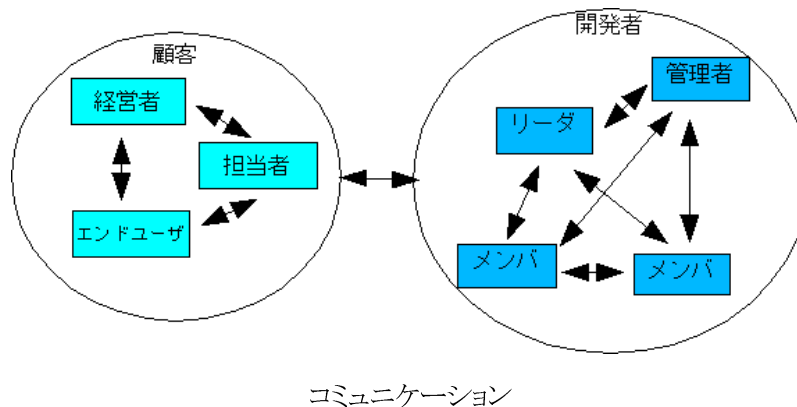 顧客
経営者
担当者
エンドユーザ
開発者
管理者
リーダ
メンバ
メンバ
コミュニケーション